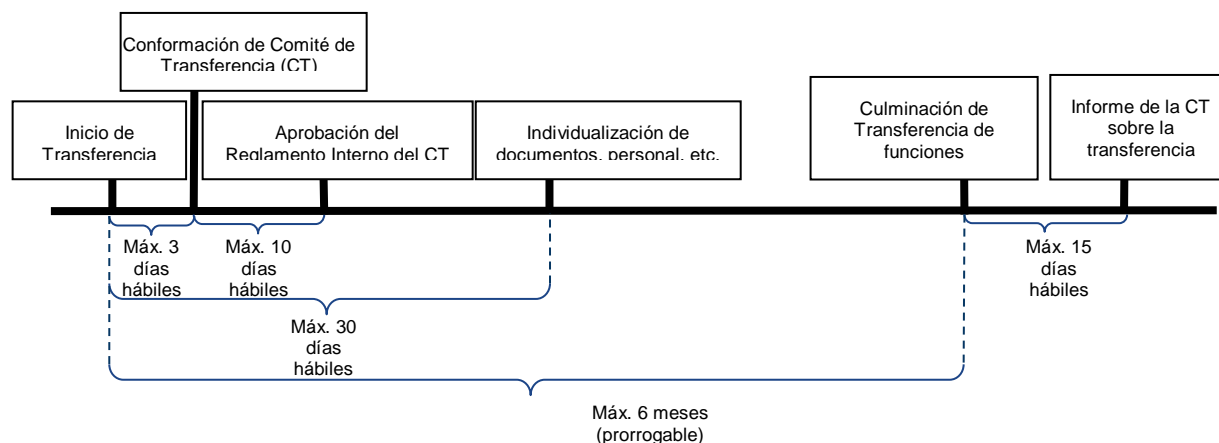 Conformación de Comité de
Transferencia (CT)
Inicio de
Transferencia
Aprobación del
Reglamento Interno del CT
Individualización de
documentos, personal, etc.
Culminación de
Transferencia de
funciones
Informe de la CT
sobre la
transferencia
Máx. 3
días
hábiles
Máx. 10
días
hábiles
Máx. 15
días
hábiles
Máx. 30
días
hábiles
Máx. 6 meses
(prorrogable)